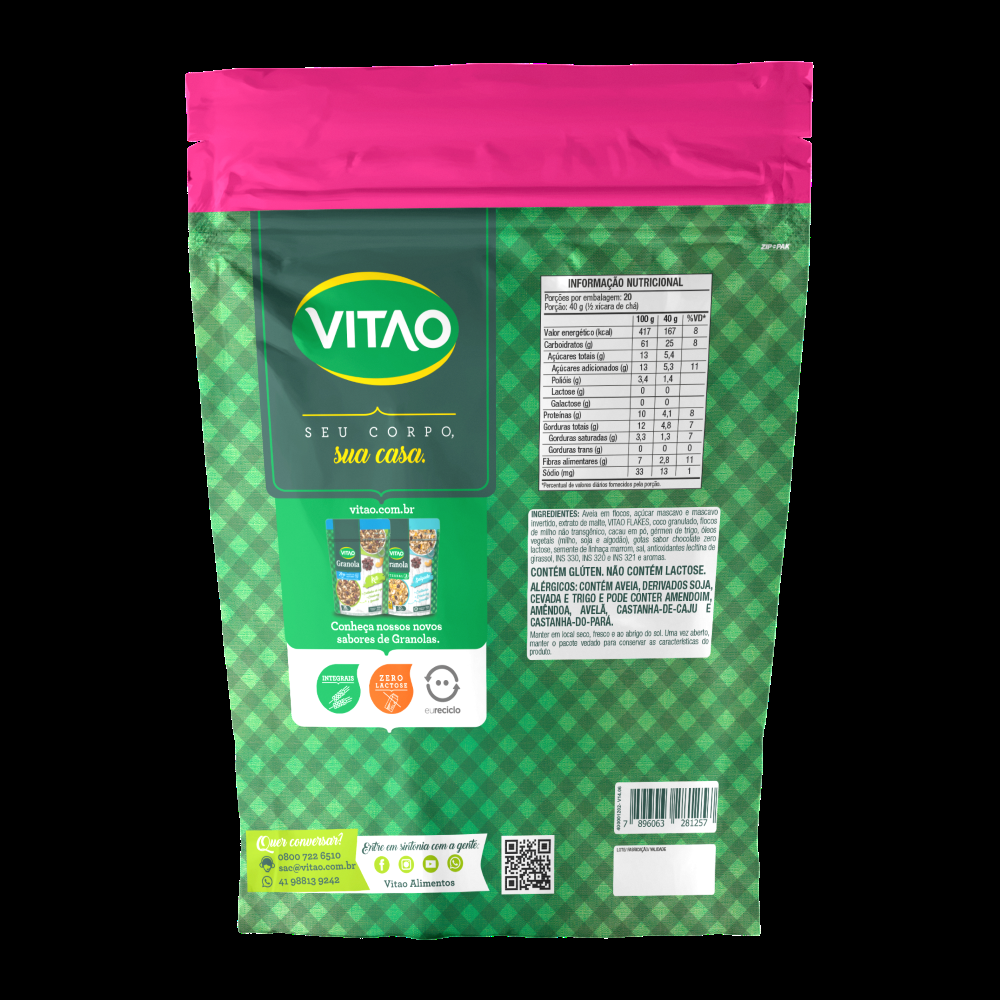 ZIP-PAK
VITAO
SEU CORPO,
sua casa.
vitao.com.br
VITAO
Granola
VITAO
Conheça nossos novos
sabores de Granolas.
INTEGRAIS
ZERO
LACTOSE
eureciclo
INFORMAÇÃO NUTRICIONAL
Porções por embalagem: 20
Porção: 40 g (½ xícara de chá)
100 g 40 g %VD*
Valor energético (kcal) 417 167 8
Carboidratos (g) 61 25 8
Açúcares totais (g) 13 5,4
Açúcares adicionados (g) 13 5,3 11
Polióis (g) 3,4 1,4
Lactose (g) 0 0
Galactose (g) 0 0
Proteínas (g) 10 4,1 8
Gorduras totais (g) 12 4,8 7
Gorduras saturadas (g) 3,3 1,3 7
Gorduras trans (g) 0 0 0
Fibras alimentares (g) 7 2,8 11
Sódio (mg) 33 13 1
*Percentual de valores diários fornecidos pela porção.
INGREDIENTES: Aveia em flocos, açúcar mascavo e mascavo
invertido, extrato de malte, VITAO FLAKES, coco granulado, flocos
de milho não transgênico, cacau em pó, gérmen de trigo, óleos
vegetais (milho, soja e algodão), gotas sabor chocolate zero
lactose, semente de linhaça marrom, sal, antioxidantes lecitina de
girassol, INS 330, INS 320 e INS 321 e aromas.
CONTÉM GLÚTEN. NÃO CONTÉM LACTOSE.
ALÉRGICOS: CONTÉM AVEIA, DERIVADOS SOJA,
CEVADA E TRIGO E PODE CONTER AMENDOIM,
AMÊNDOA, AVELÃ, CASTANHA-DE-CAJU E
CASTANHA-DO-PARÁ.
Manter em local seco, fresco e ao abrigo do sol. Uma vez aberto,
manter o pacote vedado para conservar as características do
produto.
7 896063 281257
Quer conversar?
0800 722 6510
sac@vitao.com.br
41 98813 9242
Entre em sintonia com a gente:
Vitao Alimentos